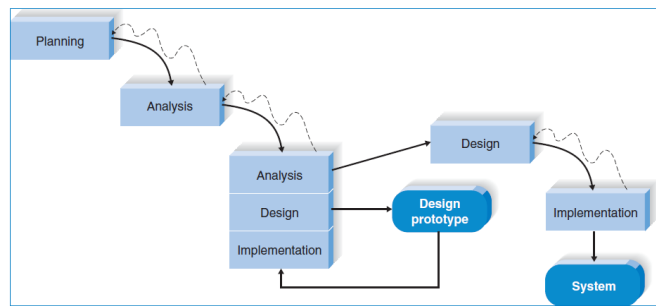 Planning
Analysis
Analysis
Design
Implementation
Design
prototype
Design
Implementation
System